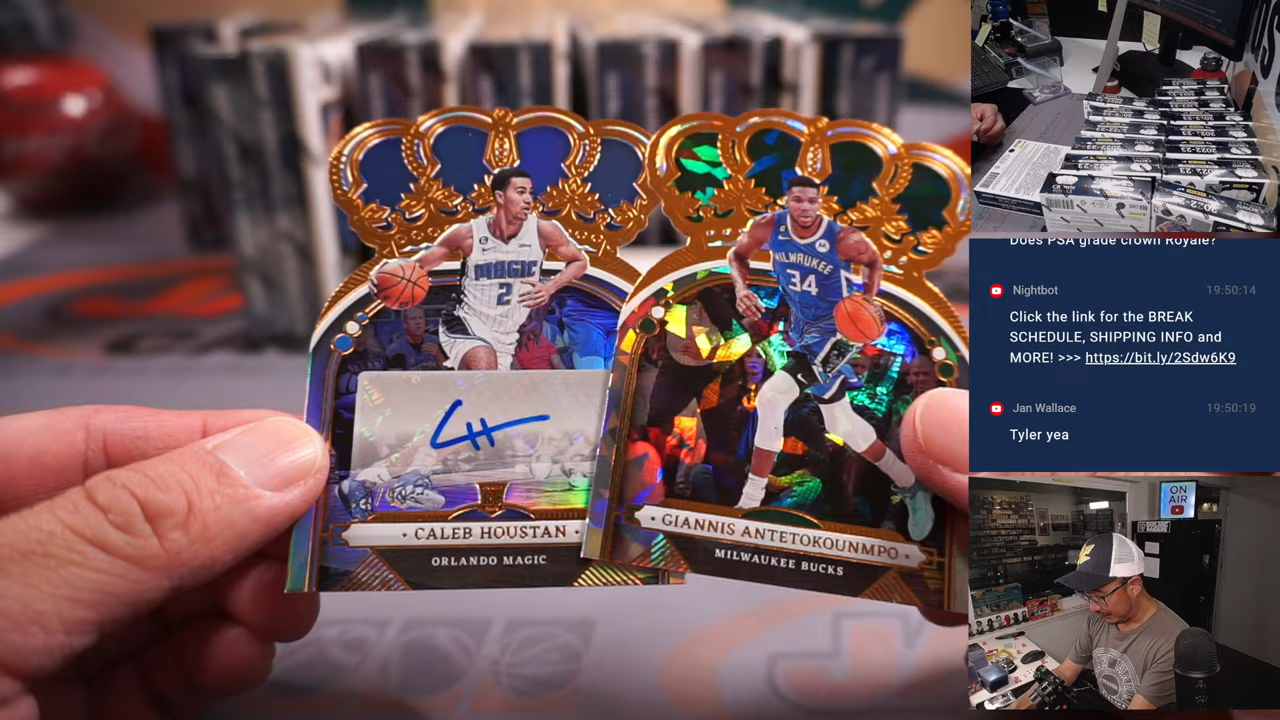 MAGIC
2
MILWAUKEE
34
CALEB HOUSTAN
ORLANDO MAGIC
GIANNIS ANTETOKOUNMPO
MILWAUKEE BUCKS
2022-23
Does PSA grade crown Royale?
Nightbot 19:50:14
Click the link for the BREAK
SCHEDULE, SHIPPING INFO and
MORE! >>> https://bit.ly/2Sdw6K9
Jan Wallace 19:50:19
Tyler yea
ON
AIR